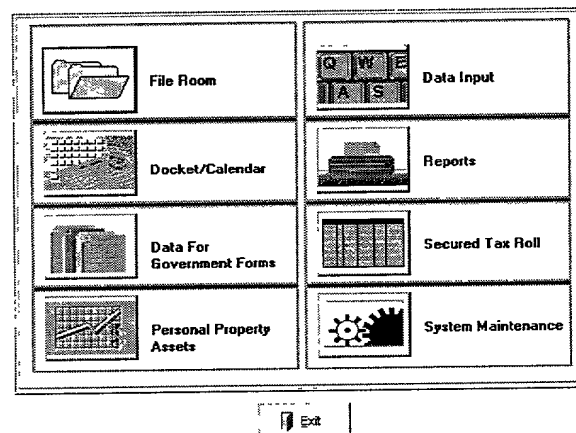 File Room
Docket/Calendar
Data For
Government Forms
Personal Property
Assets
Q W E
A S
Data Input
Reports
Secured Tax Roll
System Maintenance
Exit